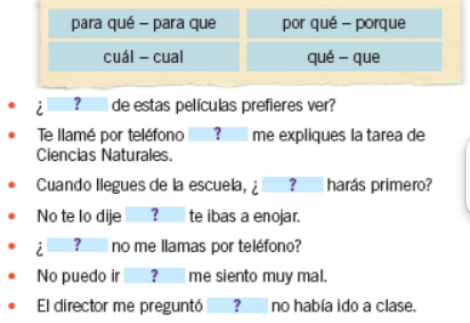 para qué – para que
por qué – porque
cuál – cual
qué – que
• ¿ ? de estas películas prefieres ver?
• Te llamé por teléfono ? me expliques la tarea de
Ciencias Naturales.
• Cuando llegues de la escuela, ¿ ? harás primero?
• No te lo dije ? te ibas a enojar.
• ¿ ? no me llamas por teléfono?
• No puedo ir ? me siento muy mal.
• El director me preguntó ? no había ido a clase.